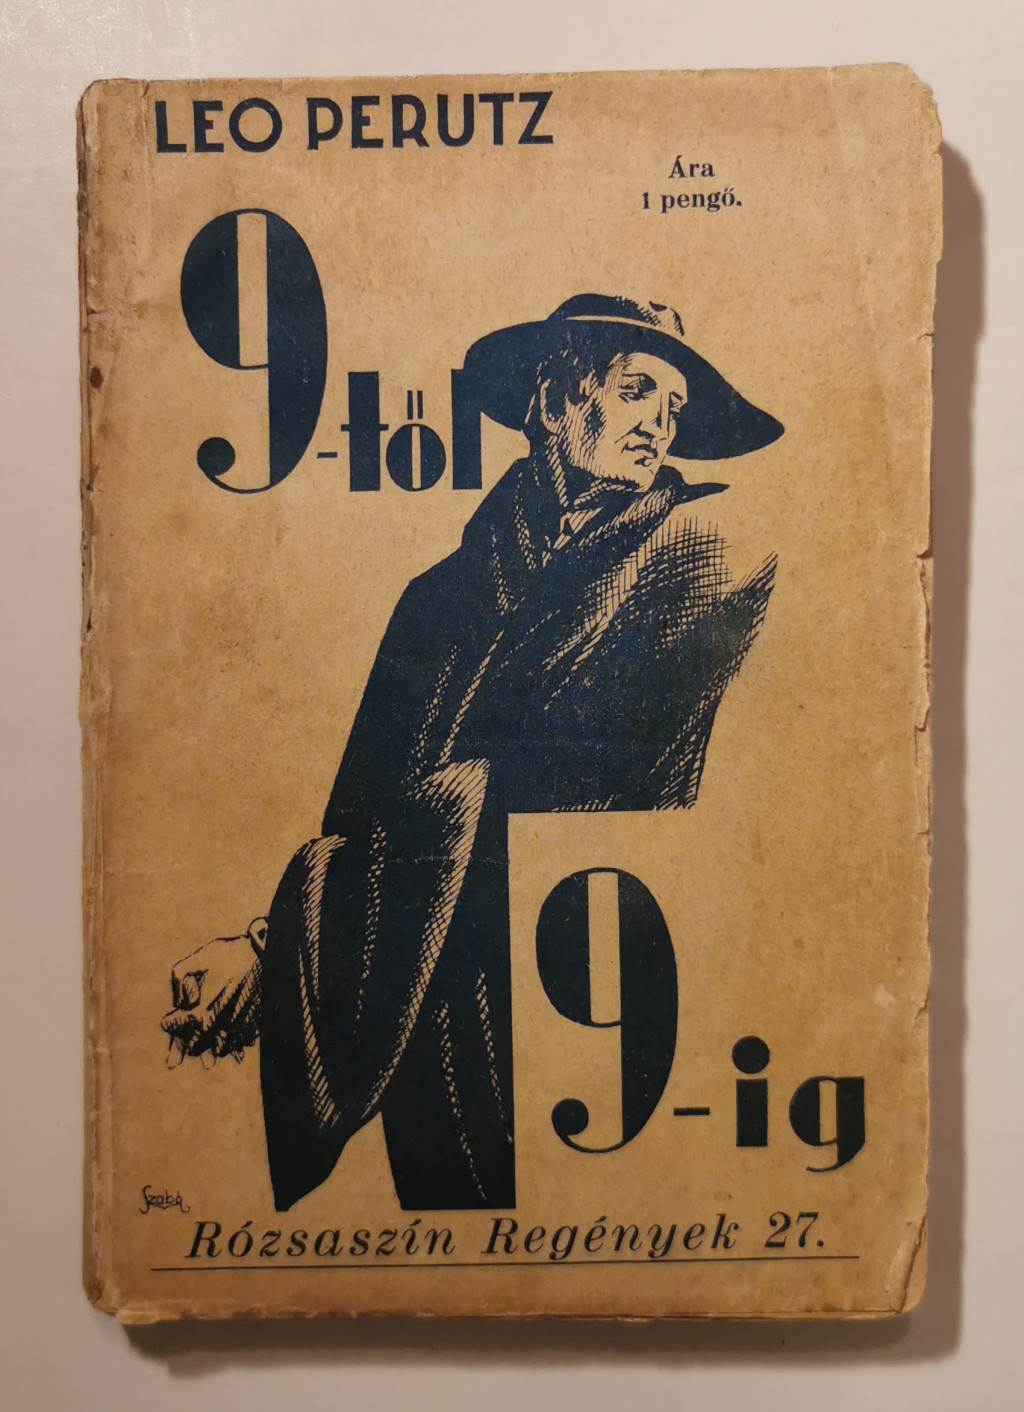 LEO PERUTZ
Ára
1 pengő.
9-től
9-ig
Szabó
Rózsaszín Regények 27.